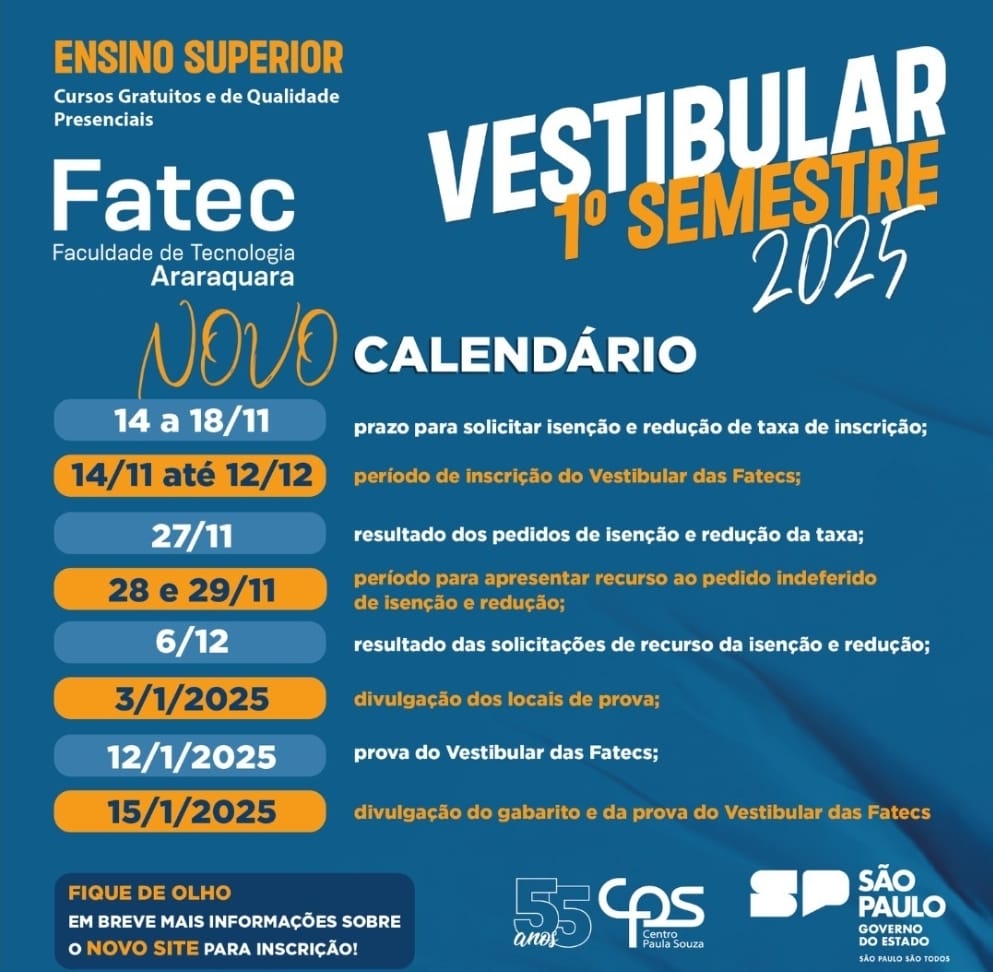 ENSINO SUPERIOR
Cursos Gratuitos e de Qualidade
Presenciais
Fatec
Faculdade de Tecnologia
Araraquara
VESTIBULAR
1º SEMESTRE
2025
NOVO CALENDÁRIO
14 a 18/11 prazo para solicitar isenção e redução de taxa de inscrição;
14/11 até 12/12 período de inscrição do Vestibular das Fatecs;
27/11 resultado dos pedidos de isenção e redução da taxa;
28 e 29/11 período para apresentar recurso ao pedido indeferido
de isenção e redução;
6/12 resultado das solicitações de recurso da isenção e redução;
3/1/2025 divulgação dos locais de prova;
12/1/2025 prova do Vestibular das Fatecs;
15/1/2025 divulgação do gabarito e da prova do Vestibular das Fatecs
FIQUE DE OLHO
EM BREVE MAIS INFORMAÇÕES SOBRE
O NOVO SITE PARA INSCRIÇÃO!
55
anos
CPS
Centro
Paula Souza
SP
SÃO
PAULO
GOVERNO
DO ESTADO
SÃO PAULO SÃO TODOS